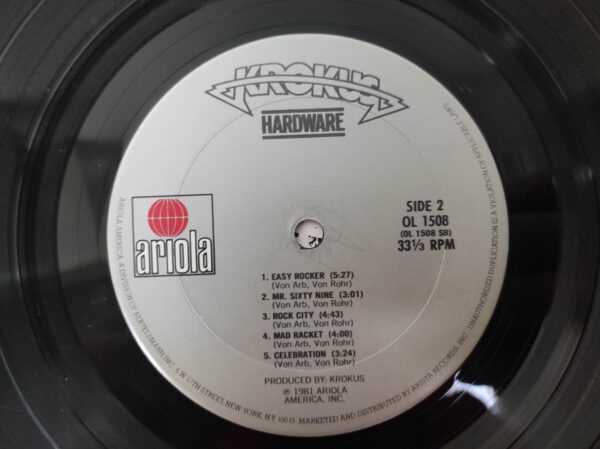 KROKUS
HARDWARE
ariola
SIDE 2
OL 1508
(OL 1508 SB)
33⅓ RPM
1. EASY ROCKER (5:27)
(Von Arb, Von Rohr)
2. MR. SIXTY NINE (3:01)
(Von Arb, Von Rohr)
3. ROCK CITY (4:43)
(Von Arb, Von Rohr)
4. MAD RACKET (4:00)
(Von Arb, Von Rohr)
5. CELEBRATION (3:24)
(Von Arb, Von Rohr)
PRODUCED BY: KROKUS
℗ 1981 ARIOLA
AMERICA, INC.
ARIOLA AMERICA, A DIVISION OF BERTELSMANN, INC. 6 W. 57TH STREET, NEW YORK, N.Y. 10019 MARKETED AND DISTRIBUTED BY ARISTA RECORDS, INC. UNAUTHORIZED DUPLICATION IS A VIOLATION OF APPLICABLE LAWS.